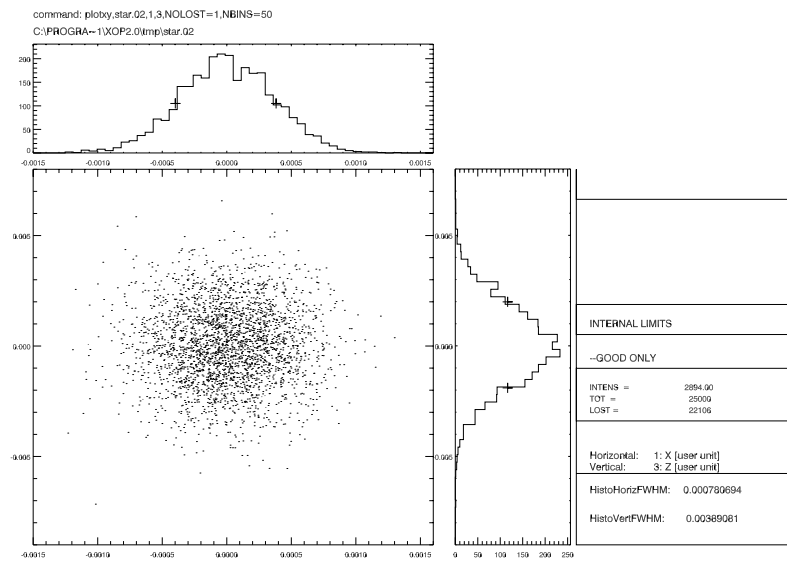 command: plotxy,star.02,1,3,NOLOST=1,NBINS=50
C:\PROGRA~1\XOP2.0\tmp\star.02
200
150
100
50
0
-0.0015 -0.0010 -0.0005 0.0000 0.0005 0.0010 0.0015
0.005 0.005
0.000 0.000
-0.005 -0.005
-0.0015 -0.0010 -0.0005 0.0000 0.0005 0.0010 0.0015
0 50 100 150 200 250
INTERNAL LIMITS
--GOOD ONLY
INTENS = 2894.00
TOT = 25000
LOST = 22106
Horizontal: 1: X [user unit]
Vertical: 3: Z [user unit]
HistoHorizFWHM: 0.000780694
HistoVertFWHM: 0.00389081